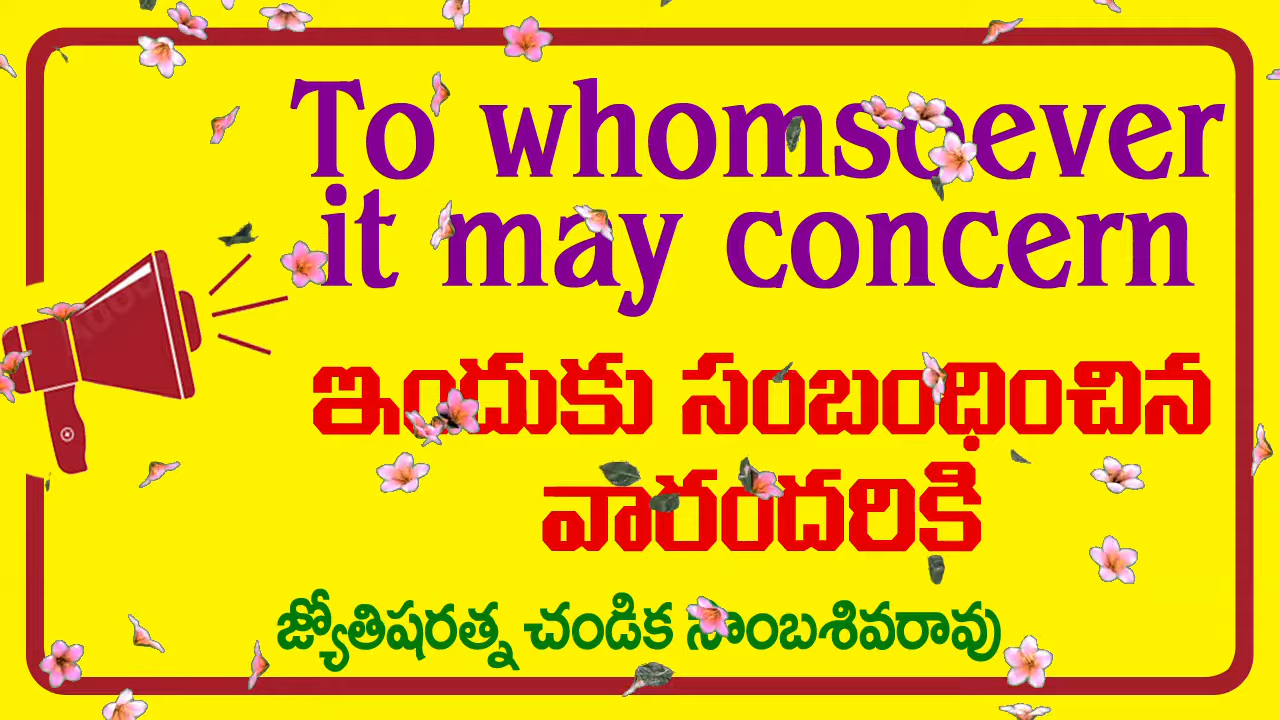 To whomsoever
it may concern
ఇందుకు సంబంధించిన
వారందరికి
జ్యోతిషరత్న చండిక సాంబశివరావు